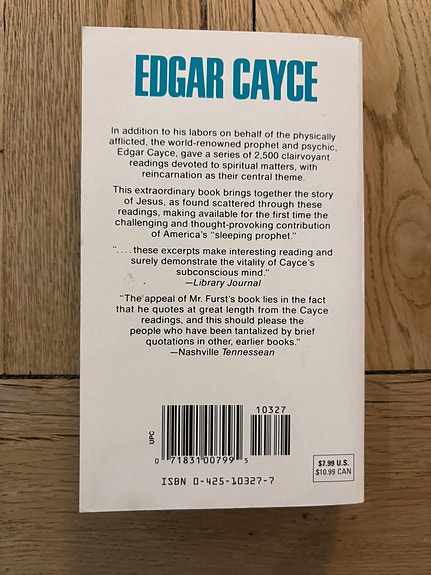 EDGAR CAYCE
In addition to his labors on behalf of the physically
afflicted, the world-renowned prophet and psychic,
Edgar Cayce, gave a series of 2,500 clairvoyant
readings devoted to spiritual matters, with
reincarnation as their central theme.
This extraordinary book brings together the story
of Jesus, as found scattered through these
readings, making available for the first time the
challenging and thought-provoking contribution
of America's "sleeping prophet."
". . . . these excerpts make interesting reading and
surely demonstrate the vitality of Cayce's
subconscious mind."
—Library Journal
"The appeal of Mr. Furst's book lies in the fact
that he quotes at great length from the Cayce
readings, and this should please the
people who have been tantalized by brief
quotations in other, earlier books."
—Nashville Tennessean
10327
UPC
0 71831 00799 5
ISBN 0-425-10327-7
$7.99 U.S.
$10.99 CAN